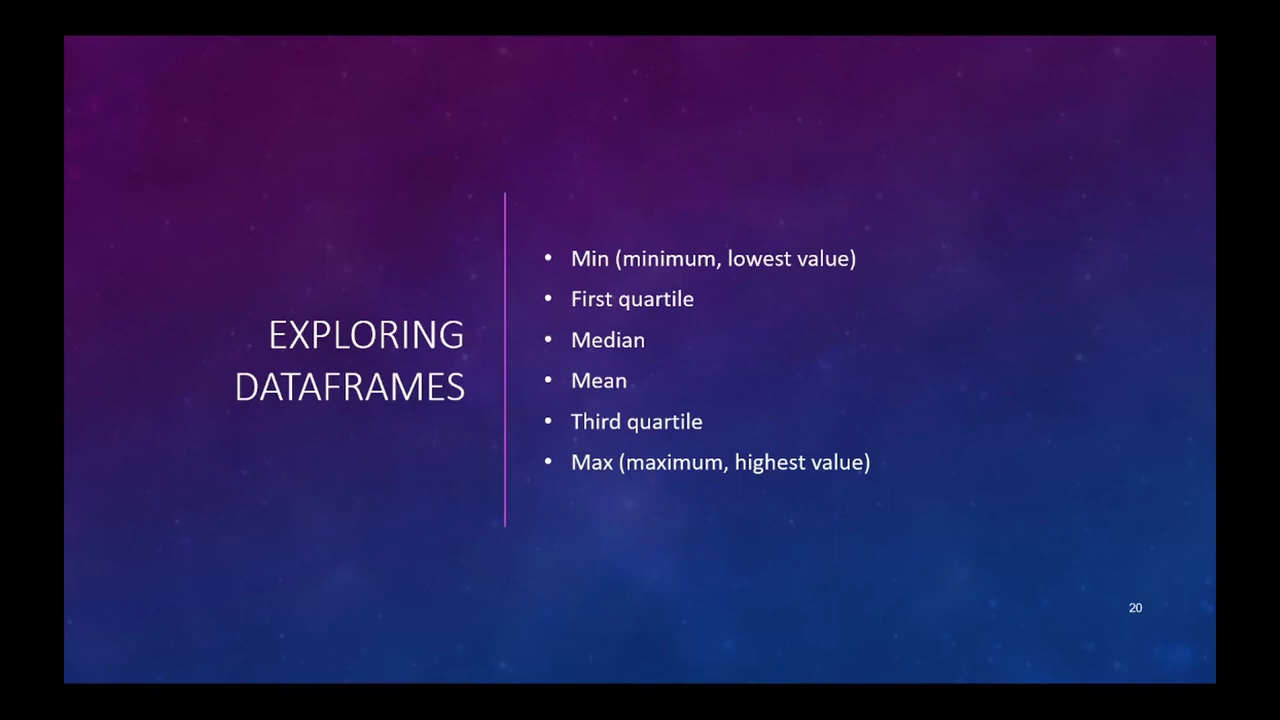 EXPLORING
DATAFRAMES
• Min (minimum, lowest value)
• First quartile
• Median
• Mean
• Third quartile
• Max (maximum, highest value)
20